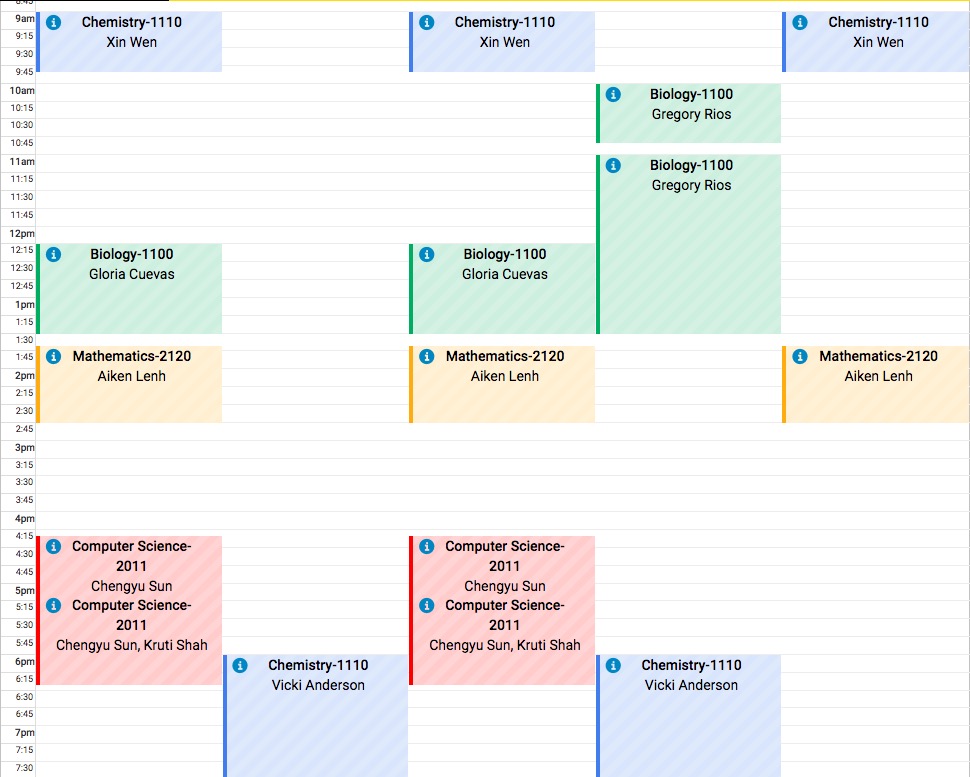 8:45
9am
9:15
9:30
9:45
10am
10:15
10:30
10:45
11am
11:15
11:30
11:45
12pm
12:15
12:30
12:45
1pm
1:15
1:30
1:45
2pm
2:15
2:30
2:45
3pm
3:15
3:30
3:45
4pm
4:15
4:30
4:45
5pm
5:15
5:30
5:45
6pm
6:15
6:30
6:45
7pm
7:15
7:30
Chemistry-1110
Xin Wen
Biology-1100
Gloria Cuevas
Mathematics-2120
Aiken Lenh
Computer Science-
2011
Chengyu Sun
Computer Science-
2011
Chengyu Sun, Kruti Shah
Chemistry-1110
Vicki Anderson
Chemistry-1110
Xin Wen
Biology-1100
Gloria Cuevas
Mathematics-2120
Aiken Lenh
Computer Science-
2011
Chengyu Sun
Computer Science-
2011
Chengyu Sun, Kruti Shah
Biology-1100
Gregory Rios
Biology-1100
Gregory Rios
Chemistry-1110
Vicki Anderson
Chemistry-1110
Xin Wen
Mathematics-2120
Aiken Lenh